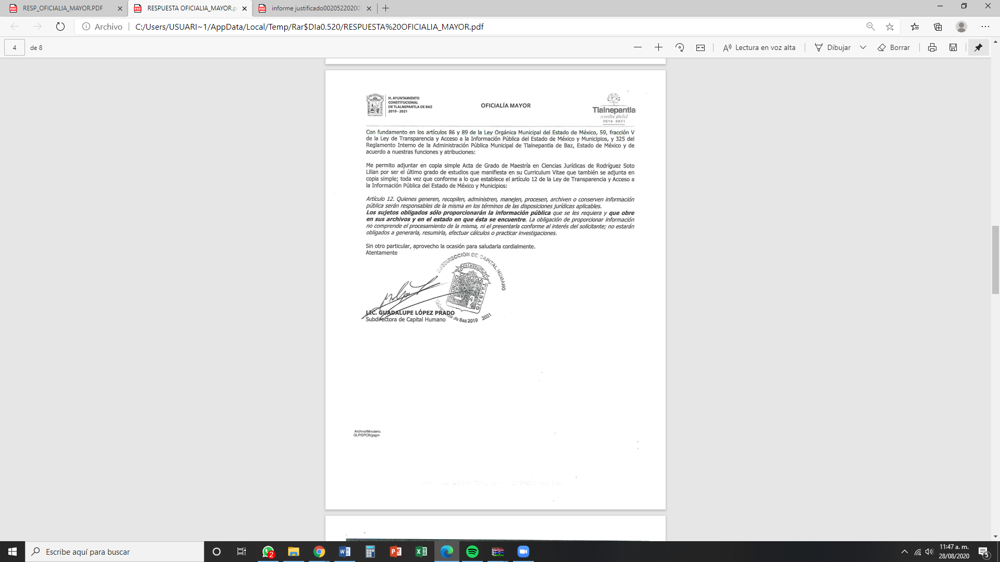 RESP_OFICIALIA_MAYOR.PDF
RESPUESTA OFICIALIA_MAYOR.p
informe justificado00205220200
Archivo
C:/Users/USUARI~1/AppData/Local/Temp/Rar$DIa0.520/RESPUESTA%20OFICIALIA_MAYOR.pdf
4 de 8
Lectura en voz alta
Dibujar
Borrar
H. AYUNTAMIENTO
CONSTITUCIONAL
DE TLALNEPANTLA DE BAZ
2019 - 2021
OFICIALÍA MAYOR
Tlalnepantla
nuestra ciudad
2019-2021
Con fundamento en los artículos 86 y 89 de la Ley Orgánica Municipal del Estado de México, 59, fracción V
de la Ley de Transparencia y Acceso a la Información Pública del Estado de México y Municipios, y 325 del
Reglamento Interno de la Administración Pública Municipal de Tlalnepantla de Baz, Estado de México y de
acuerdo a nuestras funciones y atribuciones:
Me permito adjuntar en copia simple Acta de Grado de Maestría en Ciencias Jurídicas de Rodríguez Soto
Lilian por ser el último grado de estudios que manifiesta en su Curriculum Vitae que también se adjunta en
copia simple; toda vez que conforme a lo que establece el artículo 12 de la Ley de Transparencia y Acceso a
la Información Pública del Estado de México y Municipios:
Artículo 12. Quienes generen, recopilen, administren, manejen, procesen, archiven o conserven información
pública serán responsables de la misma en los términos de las disposiciones jurídicas aplicables.
Los sujetos obligados sólo proporcionarán la información pública que se les requiera y que obre
en sus archivos y en el estado en que ésta se encuentre. La obligación de proporcionar información
no comprende el procesamiento de la misma, ni el presentarla conforme al interés del solicitante; no estarán
obligados a generarla, resumirla, efectuar cálculos o practicar investigaciones.
Sin otro particular, aprovecho la ocasión para saludarla cordialmente.
Atentamente
SUBDIRECCIÓN DE CAPITAL HUMANO
TRABAJO
de Baz 2019 2021
LIC. GUADALUPE LÓPEZ PRADO
Subdirectora de Capital Humano
Archivo/Minutario.
GLP/EPCR/gagm
Escribe aquí para buscar
2
11:47 a. m.
28/08/2020
5